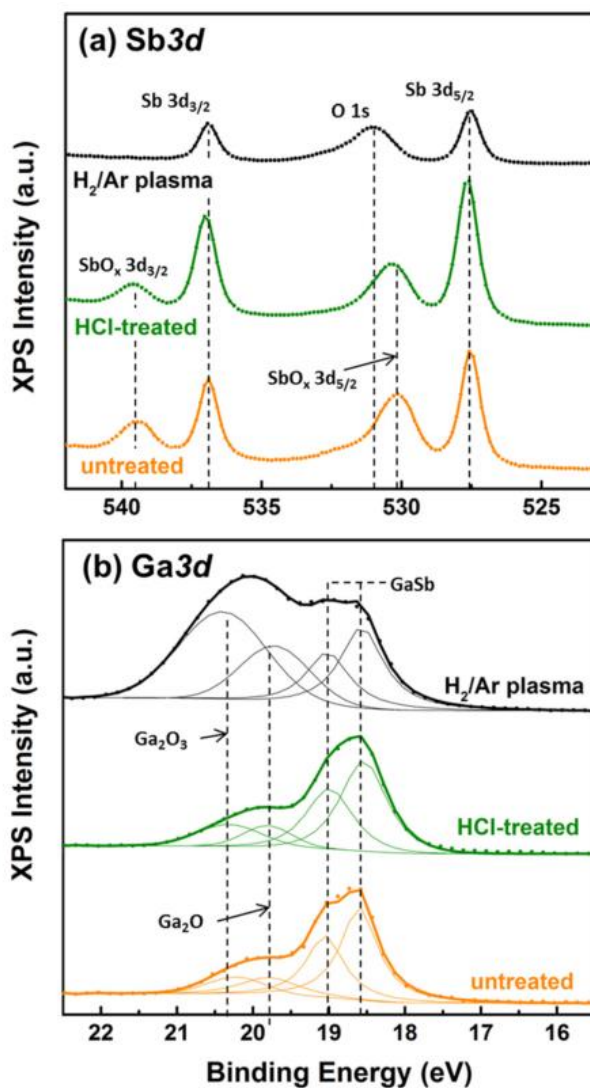 (a) Sb3d
Sb 3d3/2
O 1s
Sb 3d5/2
H2/Ar plasma
SbOx 3d3/2
HCl-treated
SbOx 3d5/2
untreated
XPS Intensity (a.u.)
540 535 530 525
(b) Ga3d
GaSb
H2/Ar plasma
Ga2O3
HCl-treated
Ga2O
untreated
XPS Intensity (a.u.)
22 21 20 19 18 17 16
Binding Energy (eV)